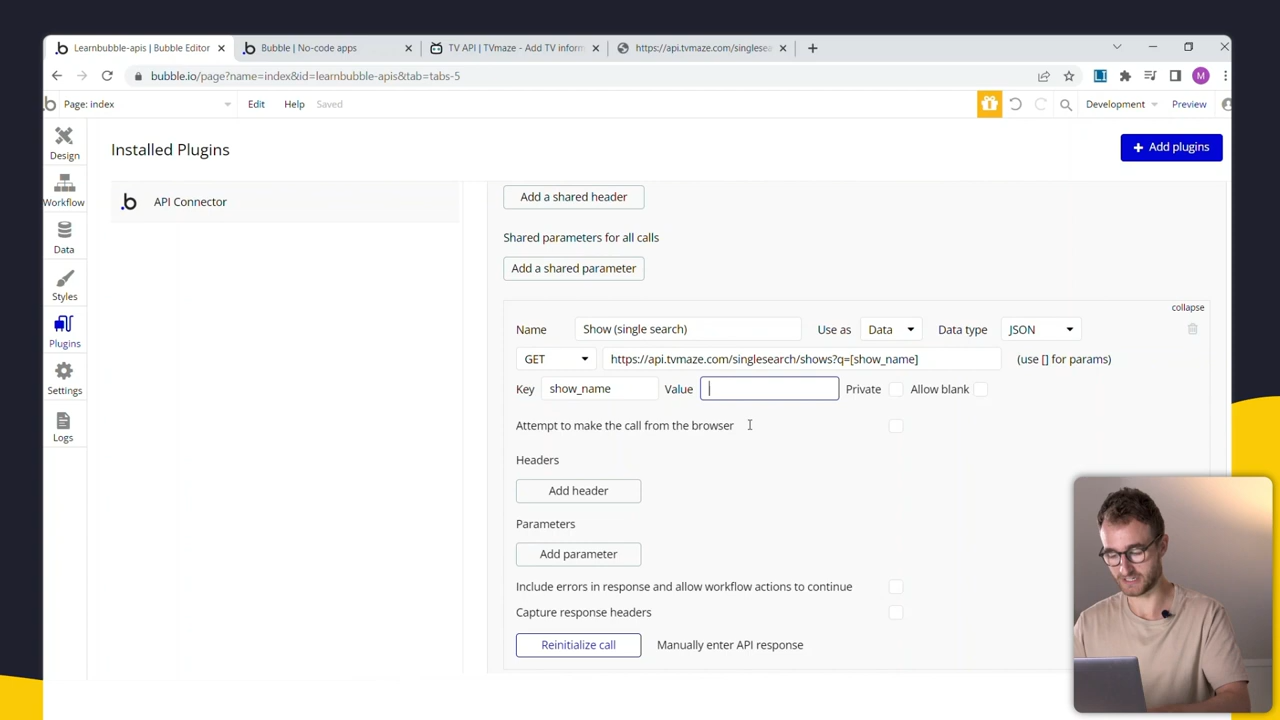 Learnbubble-apis | Bubble Editor
Bubble | No-code apps
TV API | TVmaze - Add TV inform
https://api.tvmaze.com/singlesea
bubble.io/page?name=index&id=learnbubble-apis&tab=tabs-5
M
Page: index
Edit
Help
Saved
Development
Preview
Design
Workflow
Data
Styles
Plugins
Settings
Logs
Installed Plugins
+ Add plugins
API Connector
Add a shared header
Shared parameters for all calls
Add a shared parameter
collapse
Name Show (single search) Use as Data Data type JSON
GET https://api.tvmaze.com/singlesearch/shows?q=[show_name] (use [] for params)
Key show_name Value Private Allow blank
Attempt to make the call from the browser
Headers
Add header
Parameters
Add parameter
Include errors in response and allow workflow actions to continue
Capture response headers
Reinitialize call Manually enter API response